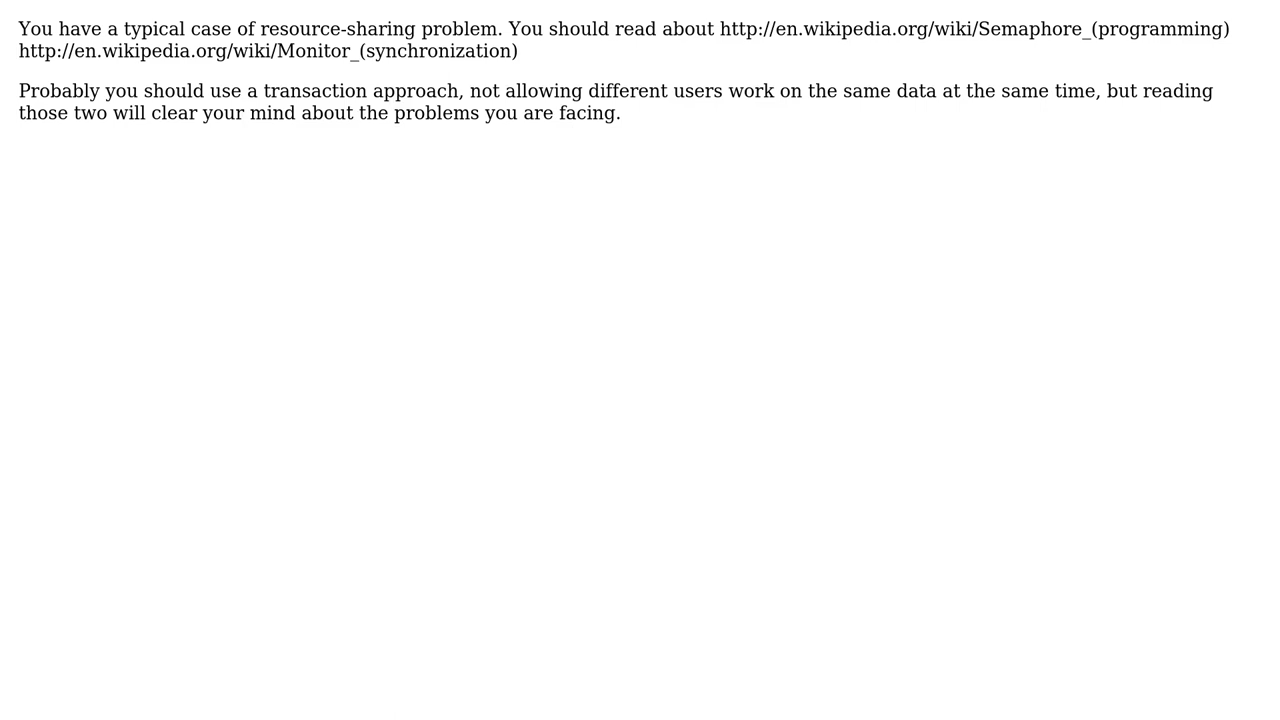 You have a typical case of resource-sharing problem. You should read about http://en.wikipedia.org/wiki/Semaphore_(programming)
http://en.wikipedia.org/wiki/Monitor_(synchronization)
Probably you should use a transaction approach, not allowing different users work on the same data at the same time, but reading
those two will clear your mind about the problems you are facing.